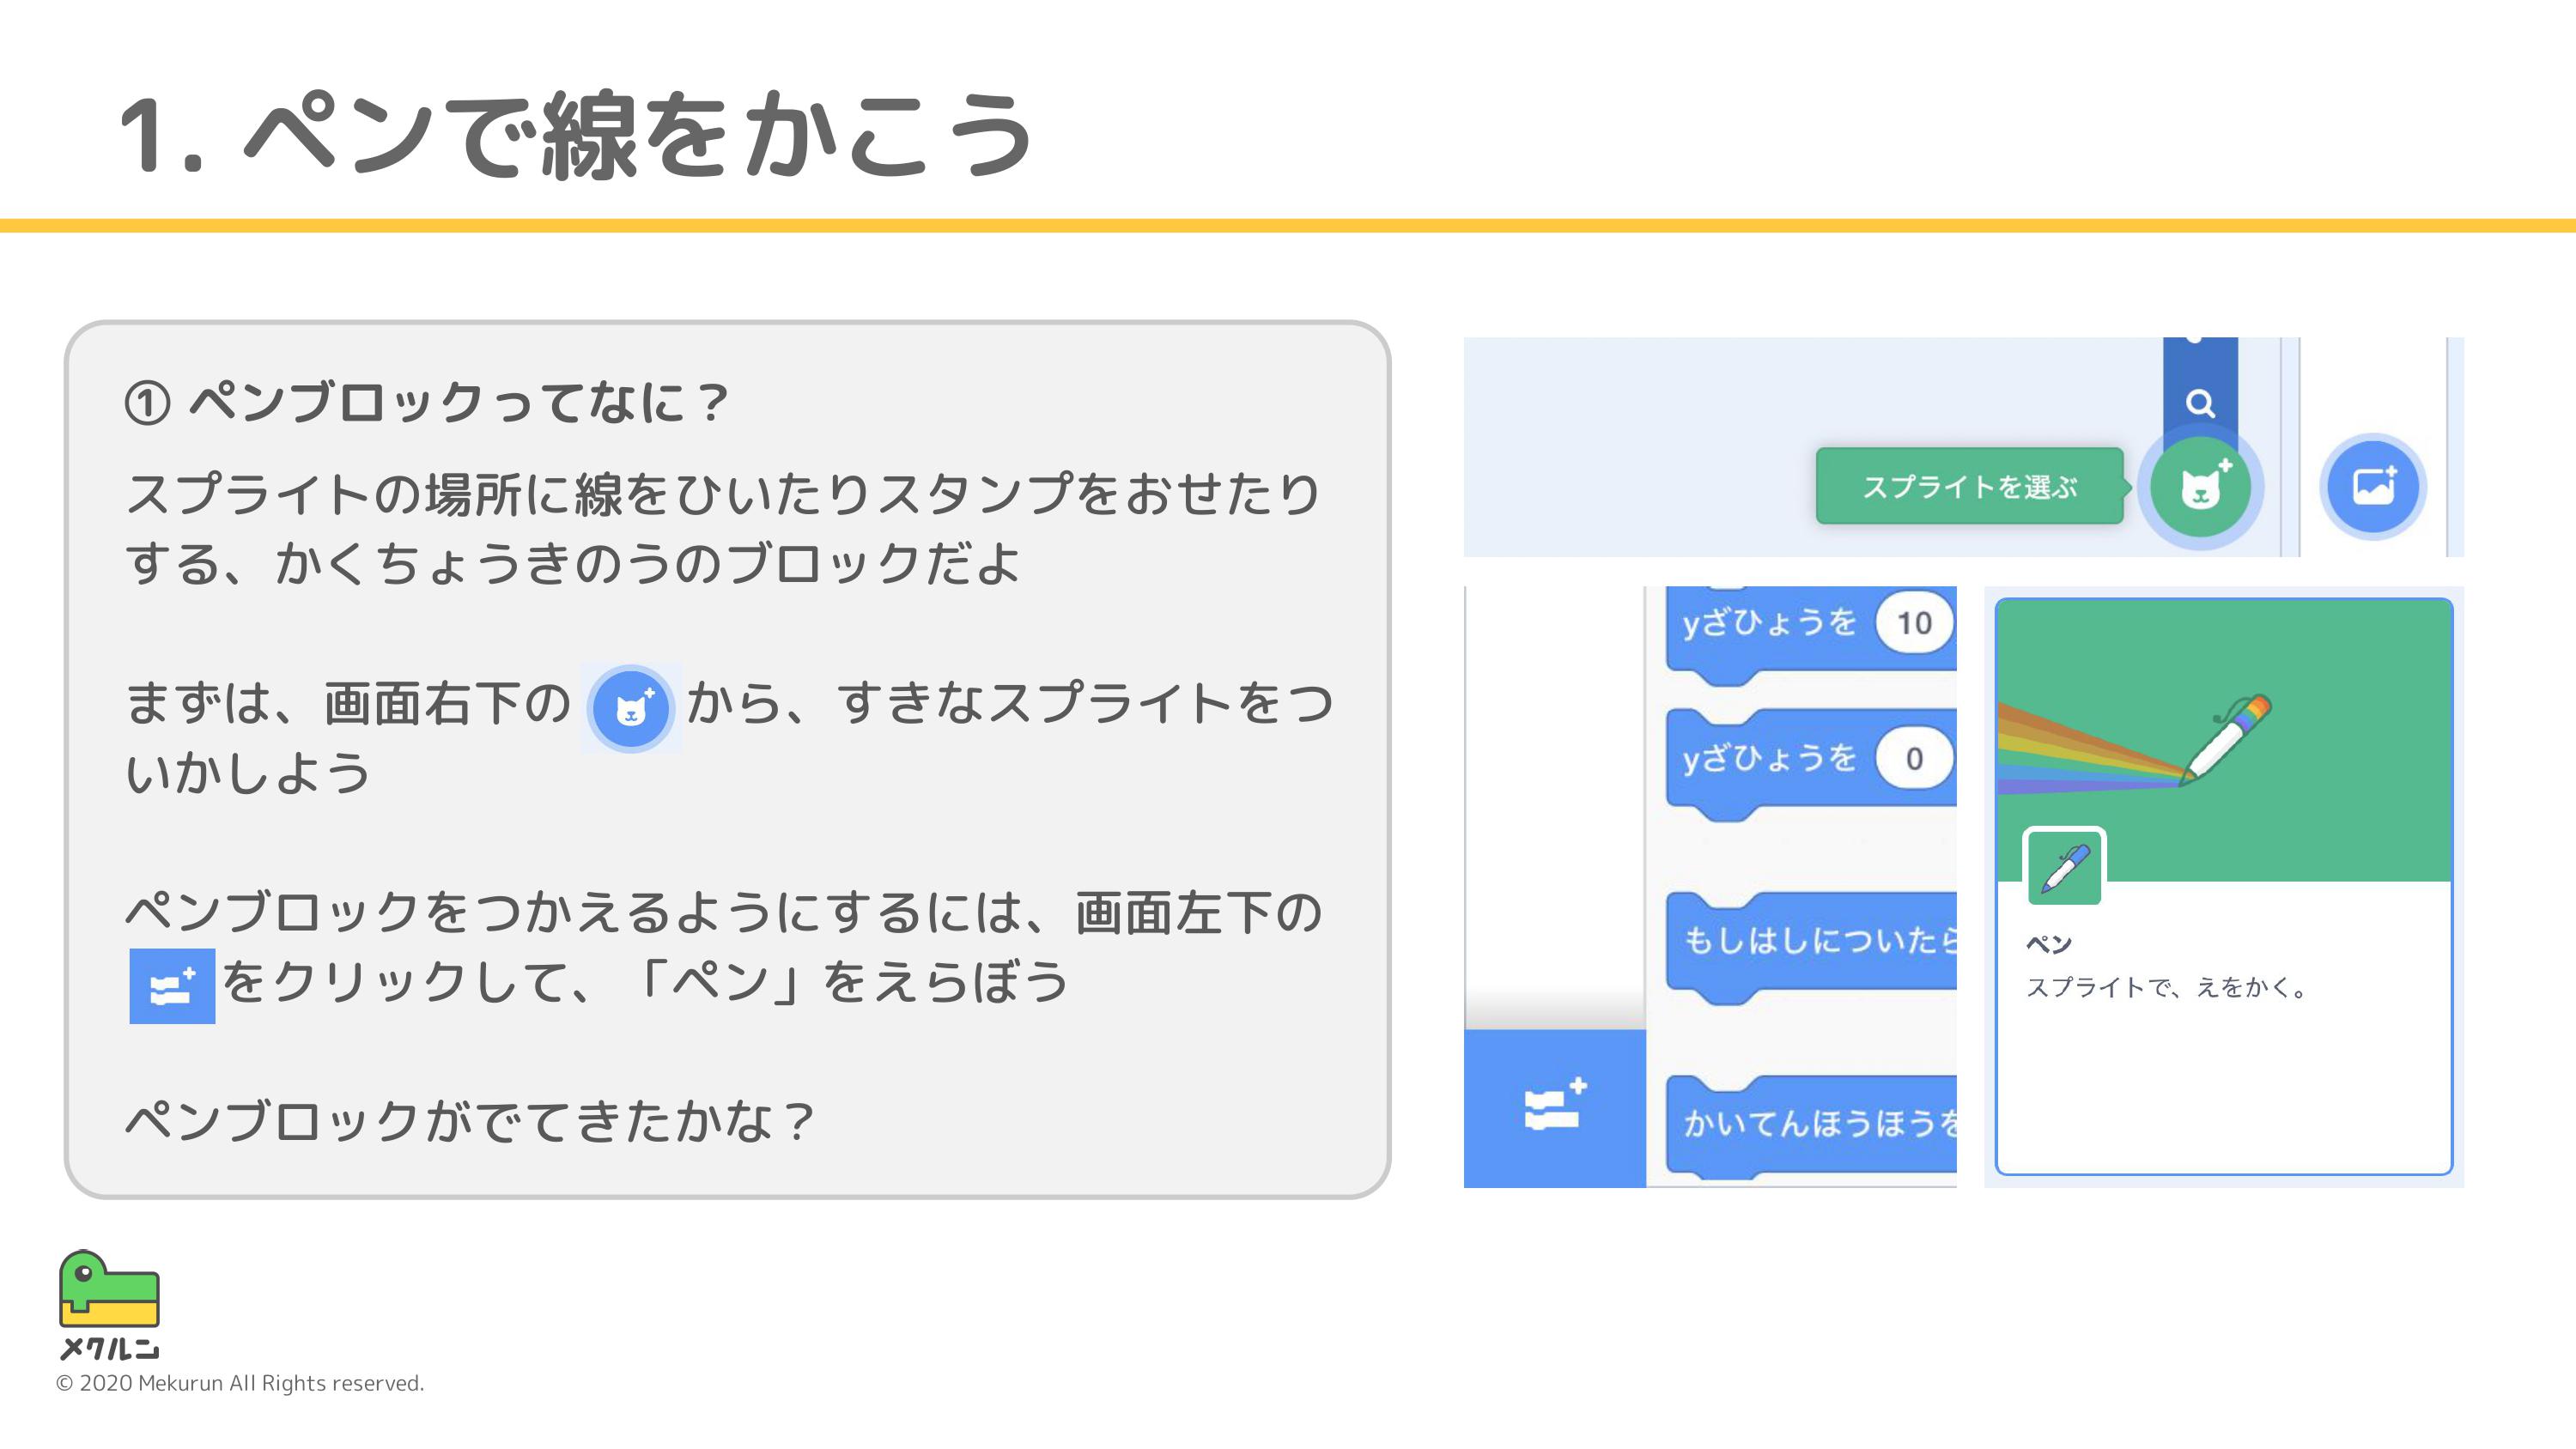 1. ペンで線をかこう
① ペンブロックってなに？
スプライトの場所に線をひいたりスタンプをおせたり
する、かくちょうきのうのブロックだよ
まずは、画面右下の から、すきなスプライトをつ
いかしよう
ペンブロックをつかえるようにするには、画面左下の
をクリックして、「ペン」をえらぼう
ペンブロックがでてきたかな？
スプライトを選ぶ
yざひょうを 10
yざひょうを 0
もしはしについたら
かいてんほうほうを
ペン
スプライトで、えをかく。
メクルン
© 2020 Mekurun All Rights reserved.